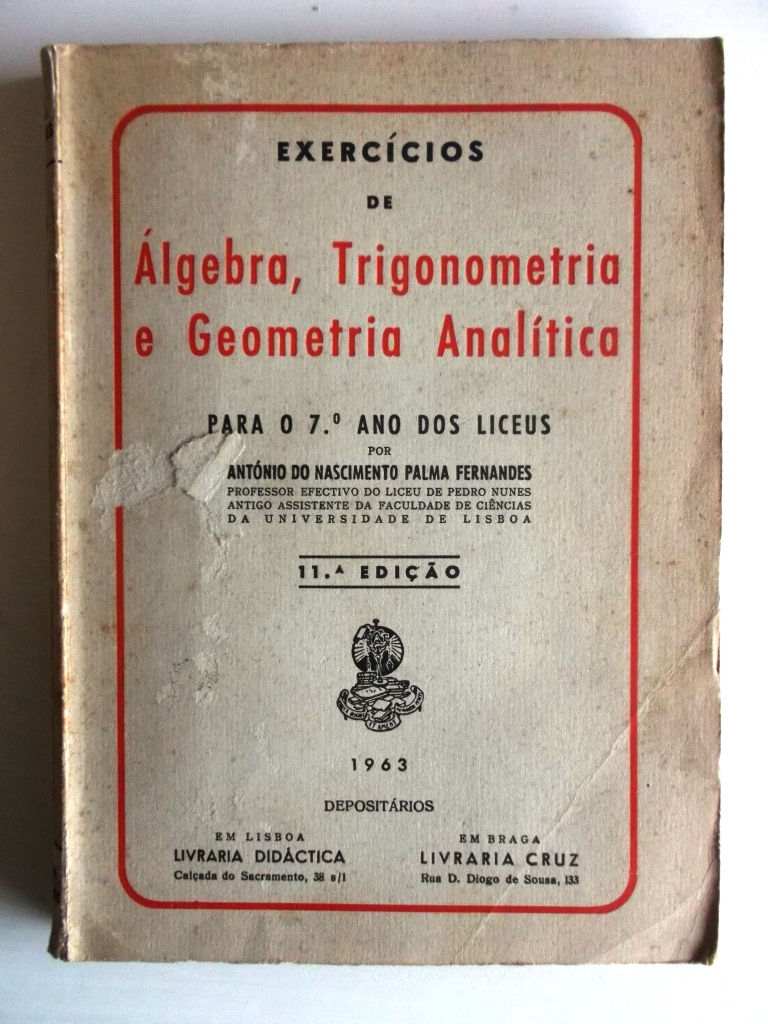 EXERCÍCIOS
DE
Álgebra, Trigonometria
e Geometria Analítica
PARA O 7.º ANO DOS LICEUS
POR
ANTÓNIO DO NASCIMENTO PALMA FERNANDES
PROFESSOR EFECTIVO DO LICEU DE PEDRO NUNES
ANTIGO ASSISTENTE DA FACULDADE DE CIÊNCIAS
DA UNIVERSIDADE DE LISBOA
11.ª EDIÇÃO
1963
DEPOSITÁRIOS
EM LISBOA
LIVRARIA DIDÁCTICA
Calçada do Sacramento, 38 s/l
EM BRAGA
LIVRARIA CRUZ
Rua D. Diogo de Sousa, 133